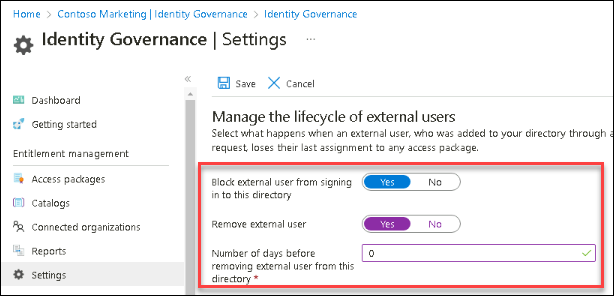 Home > Contoso Marketing | Identity Governance > Identity Governance
Identity Governance | Settings ...
«
Save Cancel
Dashboard
Getting started
Entitlement management
Access packages
Catalogs
Connected organizations
Reports
Settings
Manage the lifecycle of external users
Select what happens when an external user, who was added to your directory through a
request, loses their last assignment to any access package.
Block external user from signing
in to this directory
Yes No
Remove external user
Yes No
Number of days before
removing external user from this
directory *
0